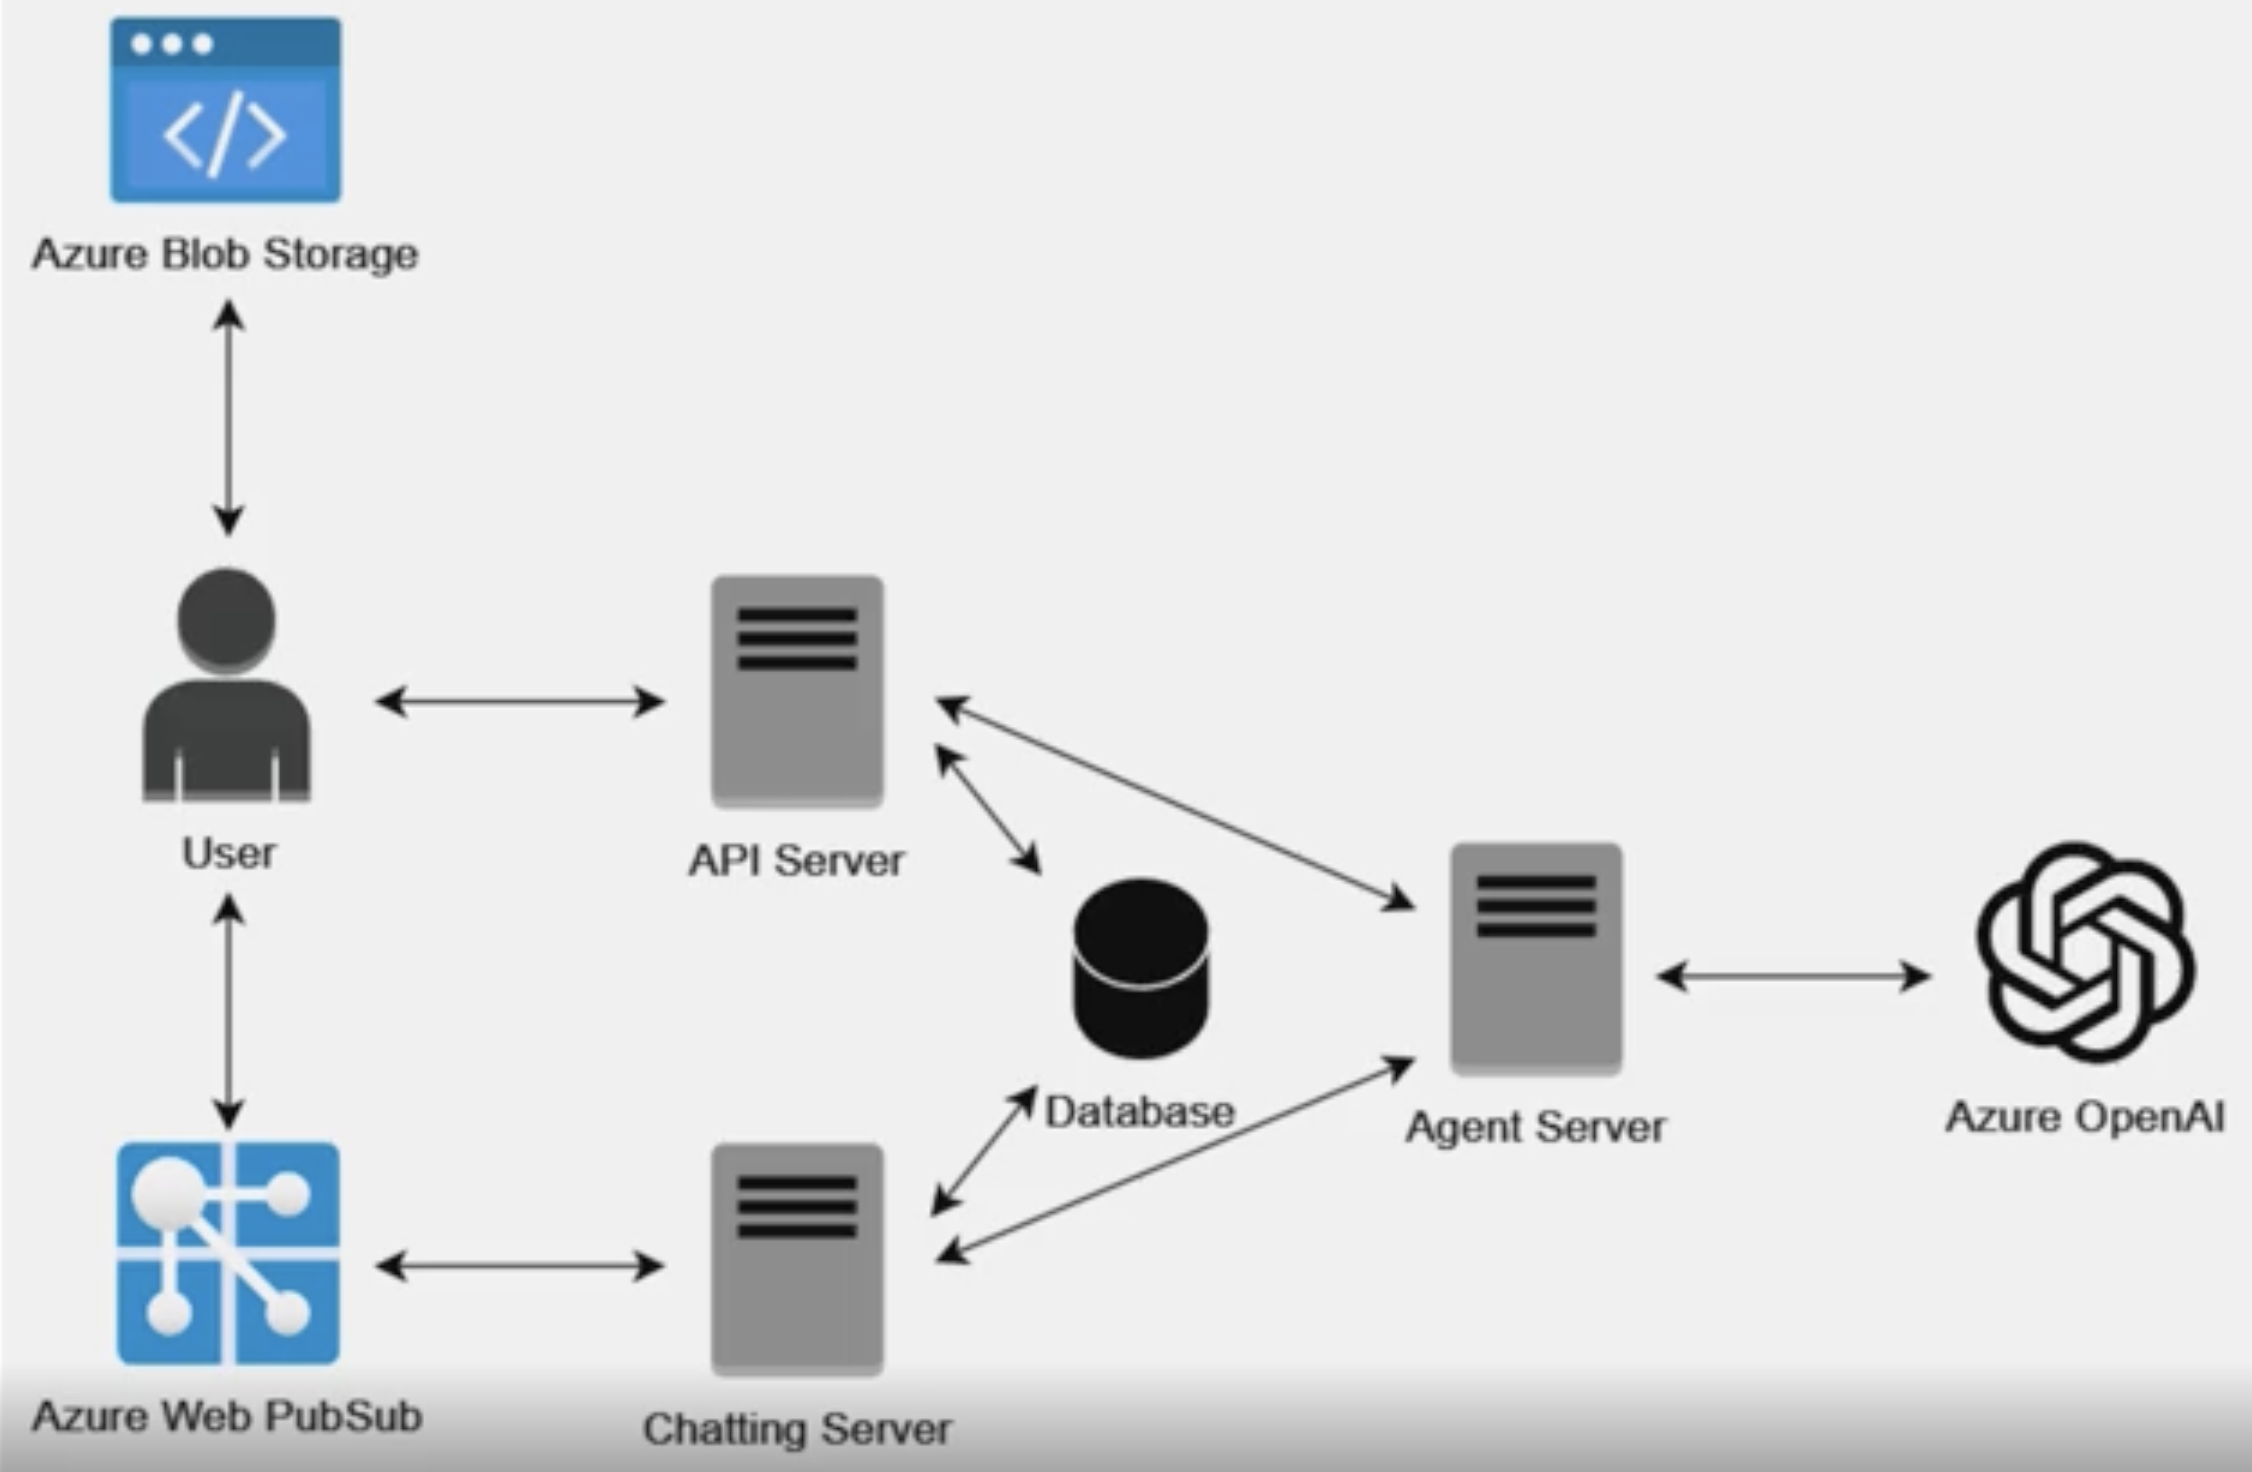 Azure Blob Storage
User
API Server
Database
Agent Server
Azure OpenAI
Azure Web PubSub
Chatting Server